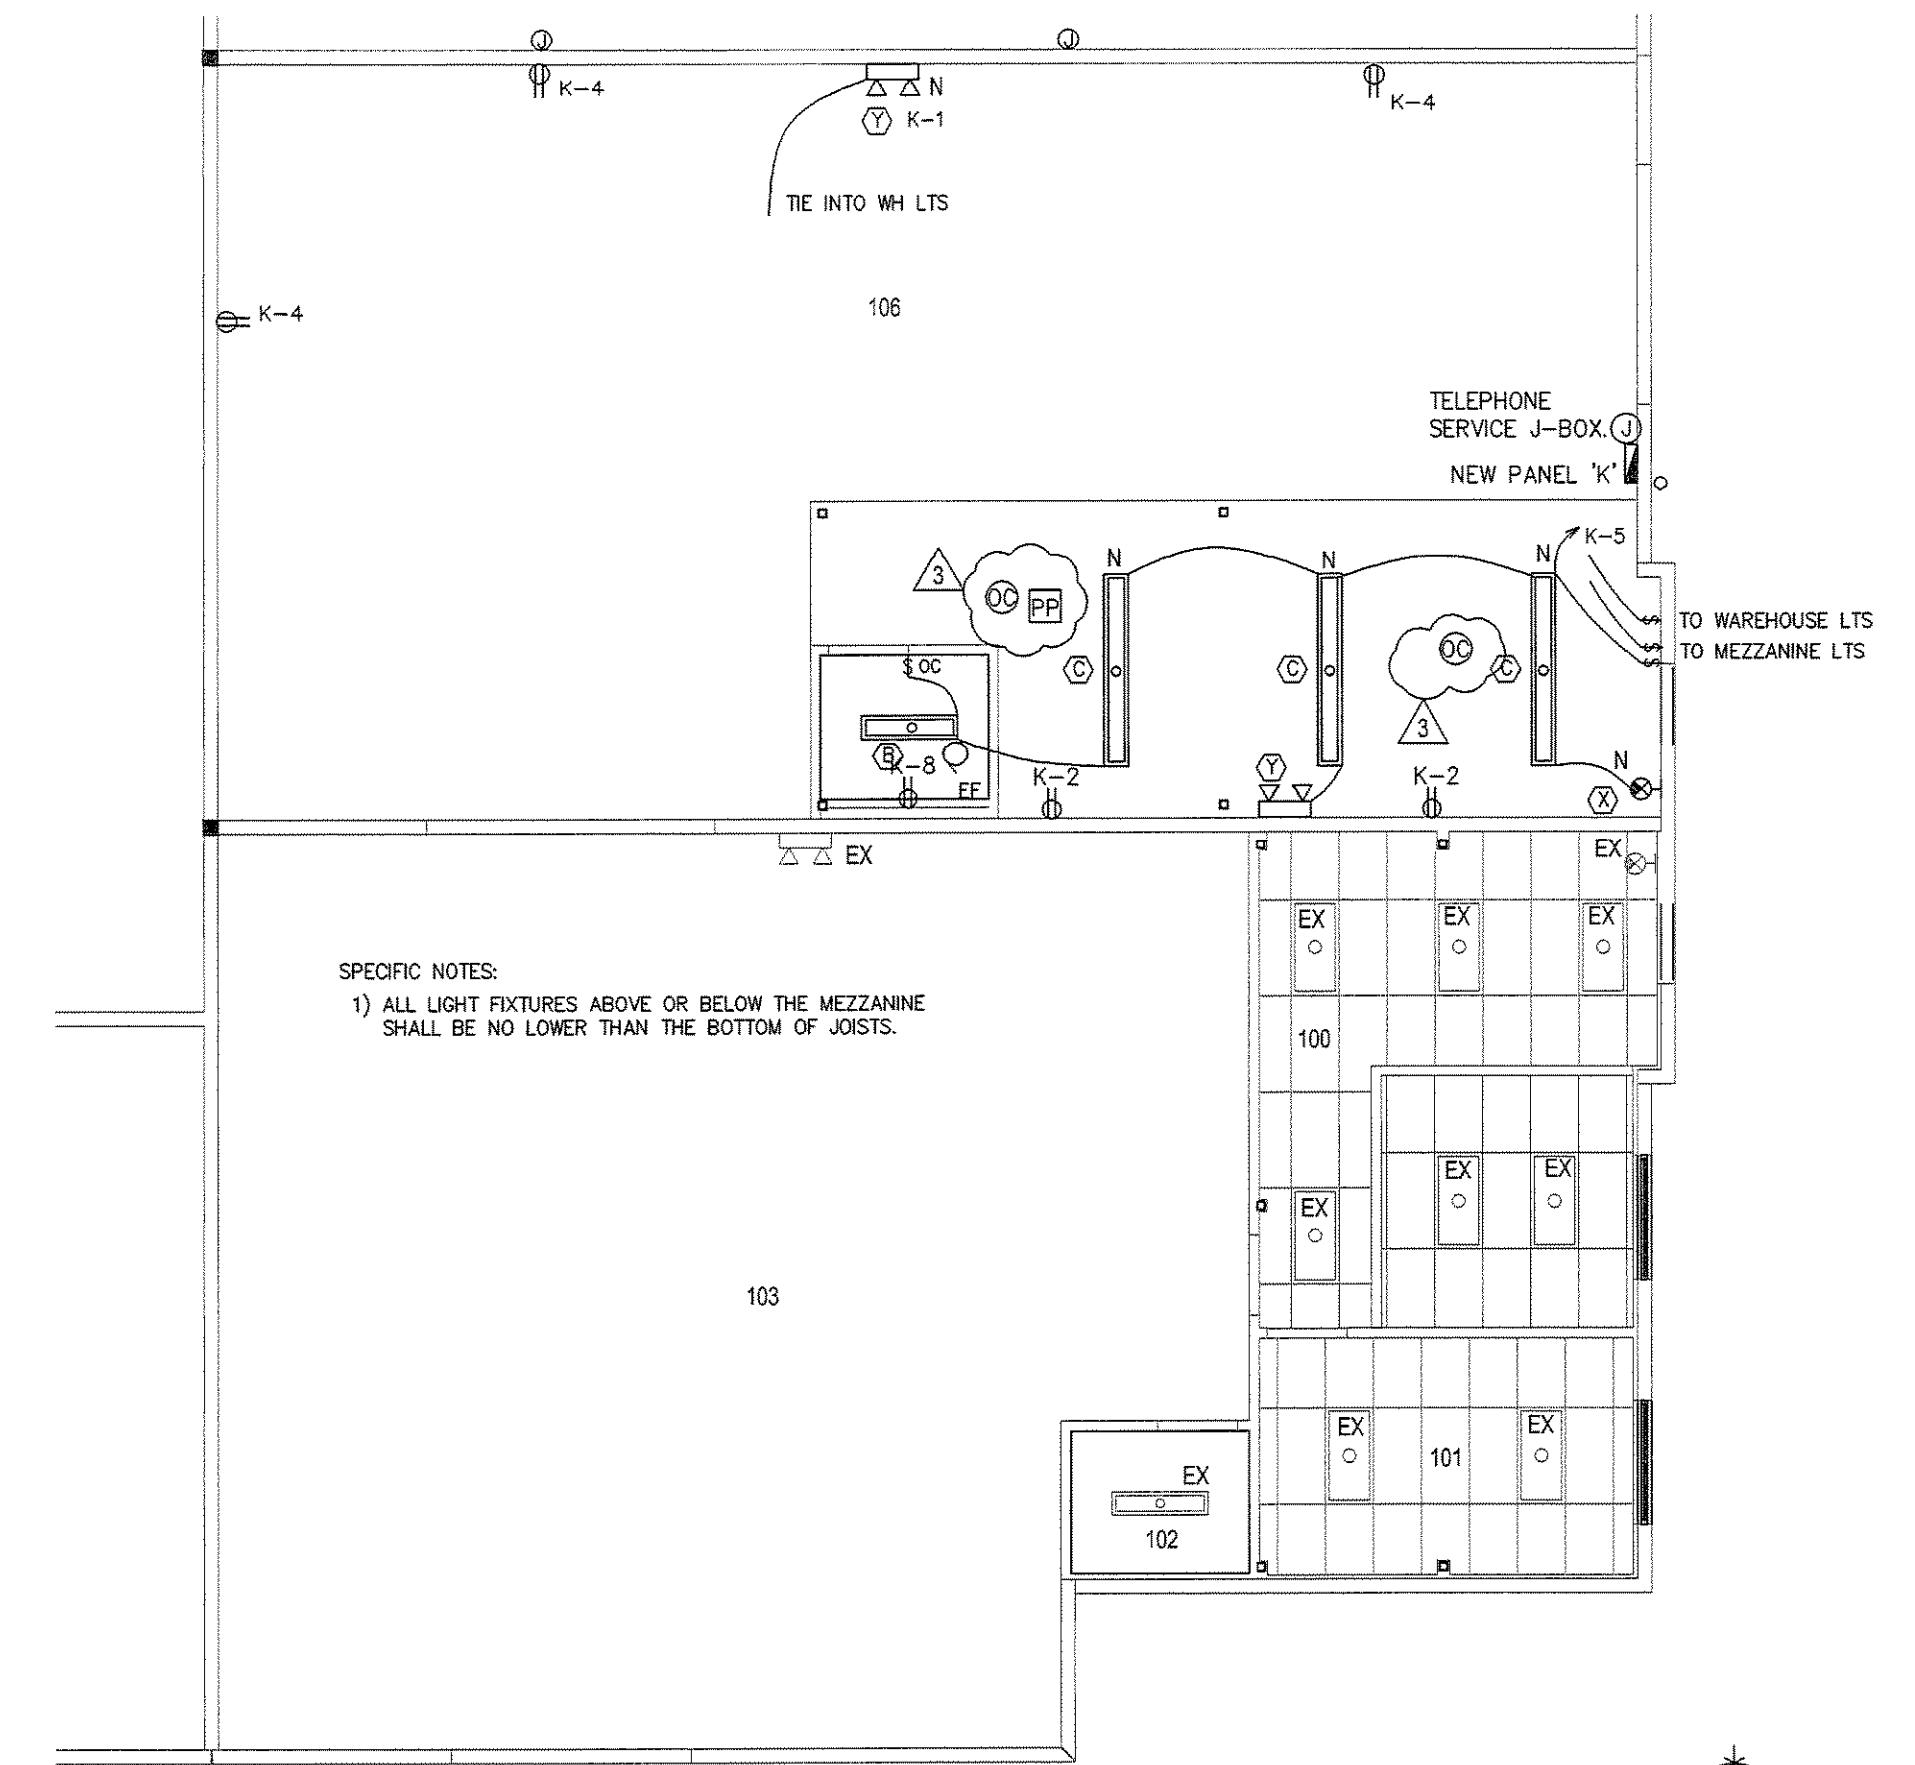 J
J
K-4
N
K-4
Y K-1
TIE INTO WH LTS
106
K-4
TELEPHONE
SERVICE J-BOX. J
NEW PANEL 'K'
K-5
3
N
N
N
OC PP
TO WAREHOUSE LTS
$
OC
TO MEZZANINE LTS
$
$
$ OC
C
C
C
3
B
K-8
K-2
Y
K-2
N
EF
X
EX
EX
EX
EX
EX
SPECIFIC NOTES:
1) ALL LIGHT FIXTURES ABOVE OR BELOW THE MEZZANINE
SHALL BE NO LOWER THAN THE BOTTOM OF JOISTS.
100
EX
EX
EX
103
EX
EX
101
EX
102